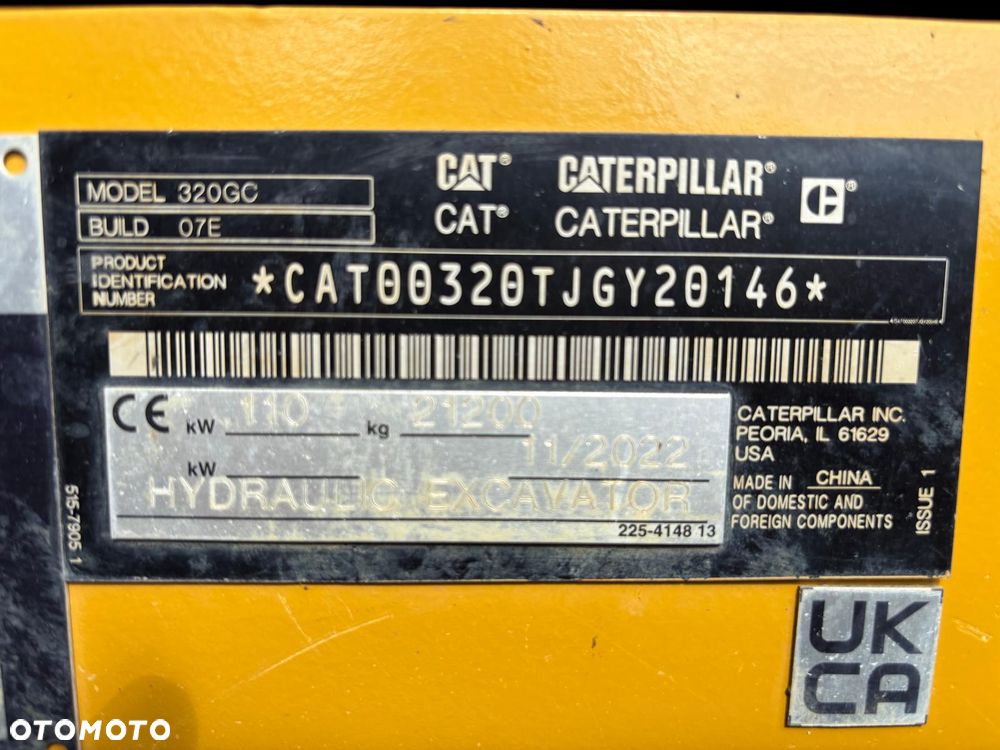 MODEL 320GC
BUILD 07E
CAT® CATERPILLAR®
CAT® CATERPILLAR®
C®
PRODUCT
IDENTIFICATION
NUMBER
*CAT00320TJGY20146*
CE kW 110 kg 21200
11/2022
kW
HYDRAULIC EXCAVATOR
225-4148 13
CATERPILLAR INC.
PEORIA, IL 61629
USA
MADE IN CHINA
OF DOMESTIC AND
FOREIGN COMPONENTS
ISSUE 1
515-7905 1
UK
CA
OTOMOTO